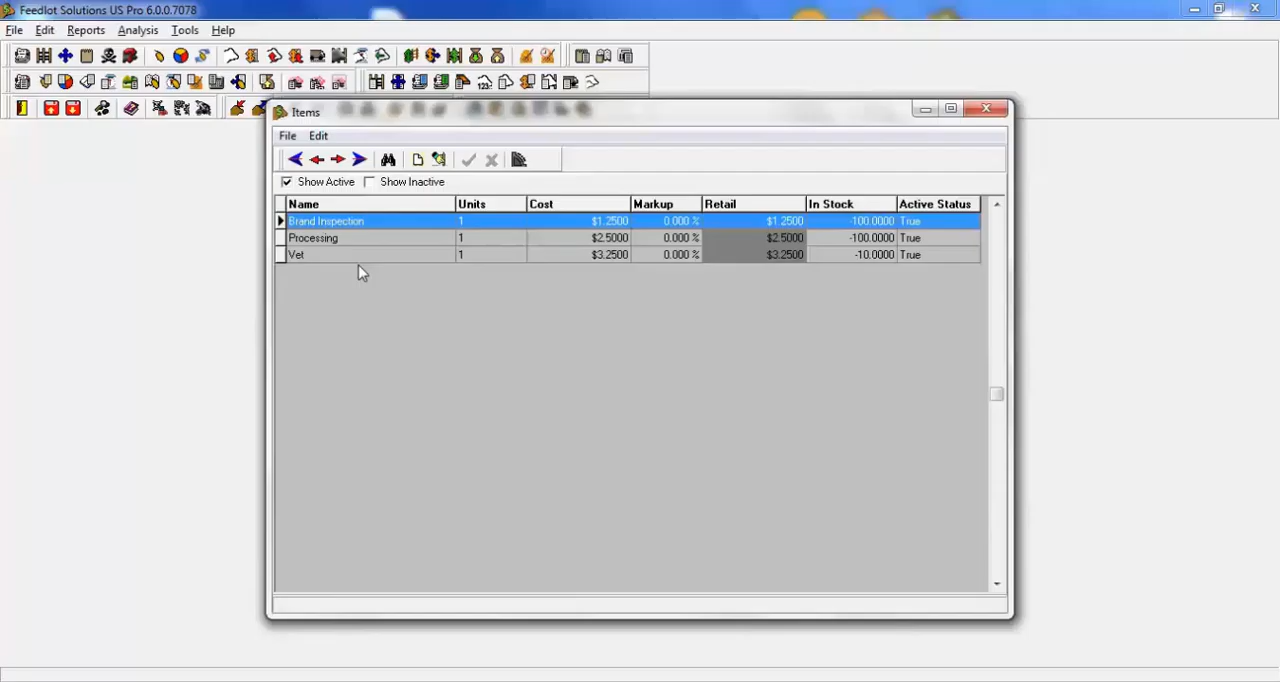 Feedlot Solutions US Pro 6.0.0.7078
File Edit Reports Analysis Tools Help
Items
File Edit
Show Active Show Inactive
Name Units Cost Markup Retail In Stock Active Status
Brand Inspection 1 $1.2500 0.000 % $1.2500 -100.0000 True
Processing 1 $2.5000 0.000 % $2.5000 -100.0000 True
Vet 1 $3.2500 0.000 % $3.2500 -10.0000 True